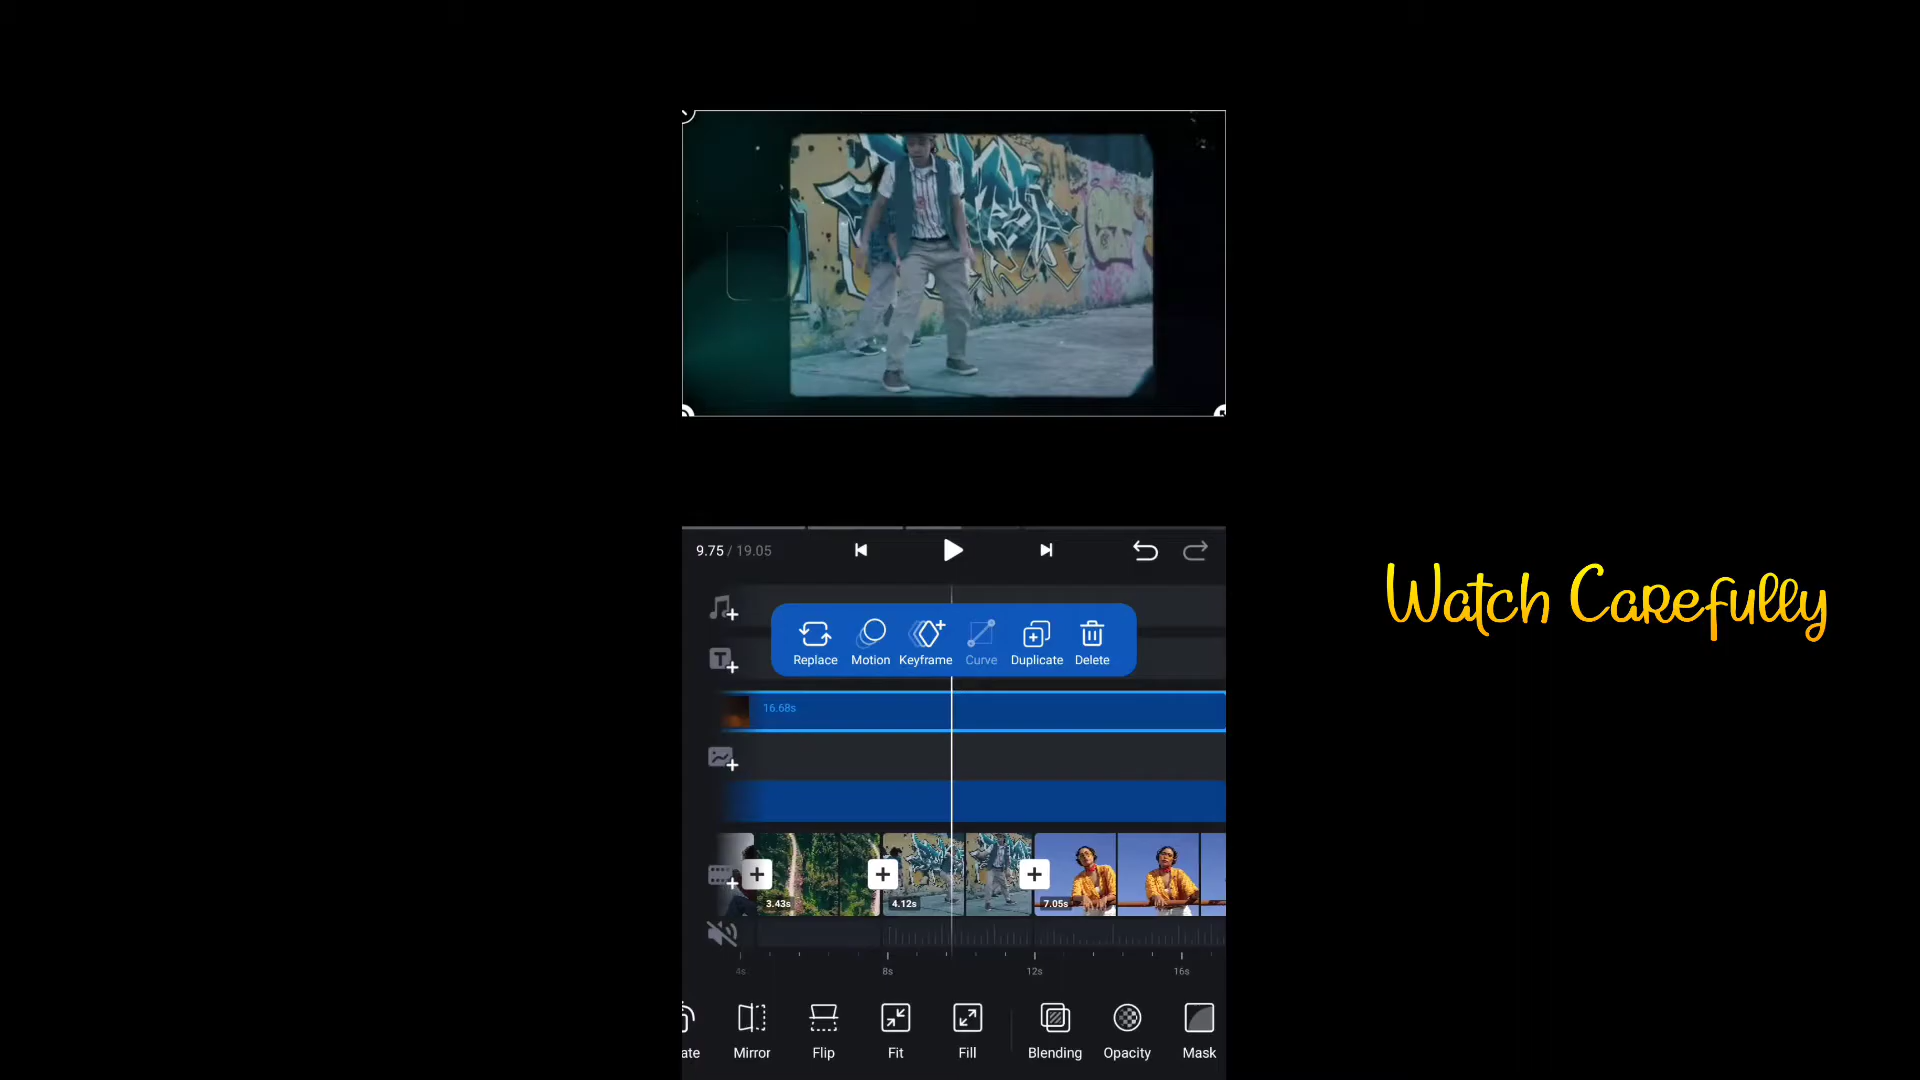 9.75 / 19.05
Replace Motion Keyframe Curve Duplicate Delete
Watch Carefully
16.68s
3.43s 4.12s 7.05s
4s 8s 12s 16s
ate Mirror Flip Fit Fill Blending Opacity Mask